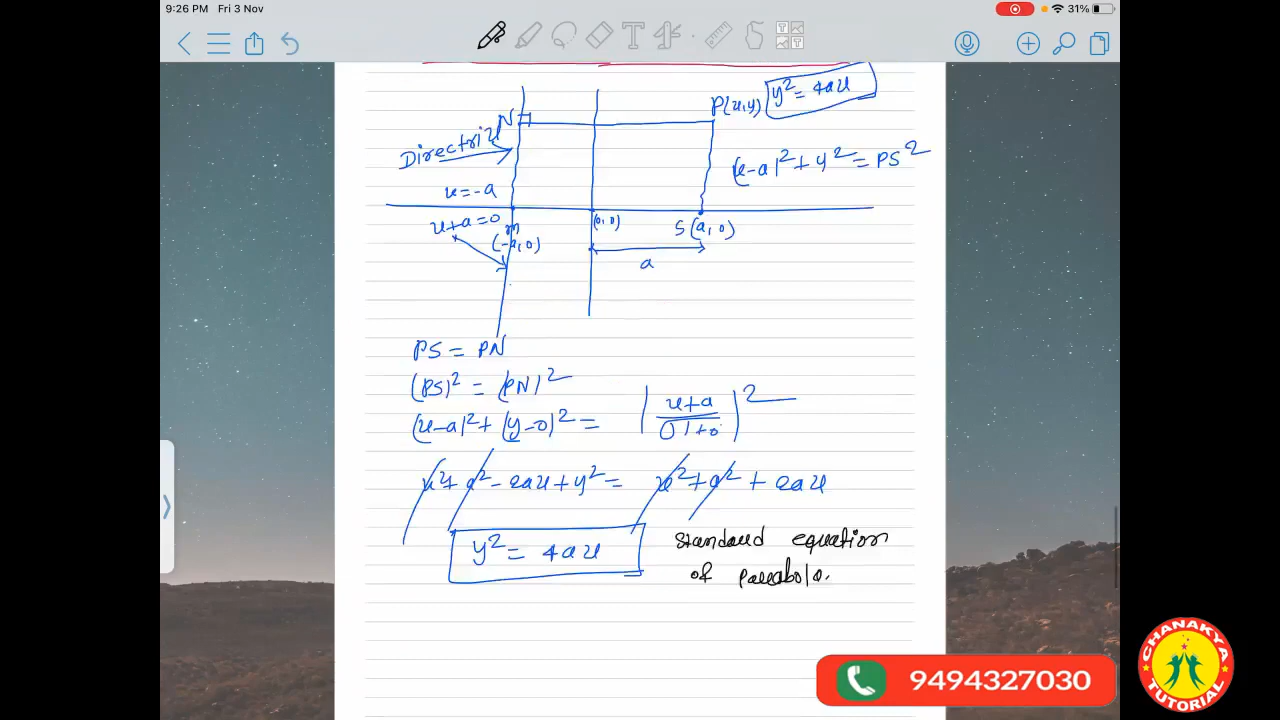 9:26 PM Fri 3 Nov
31%
P(x,y) y² = 4ax
N
Directrix
(x-a)² + y² = PS²
x = -a
x+a=0
m
(-a,0)
(0,0)
S(a,0)
a
PS = PN
(PS)² = (PN)²
(x-a)² + (y-0)² = |x+a/√1+0|²
x² + a² - 2ax + y² = x² + a² + 2ax
y² = 4ax
Standard equation
of parabola.
9494327030
CHANAKYA
TUTORIAL